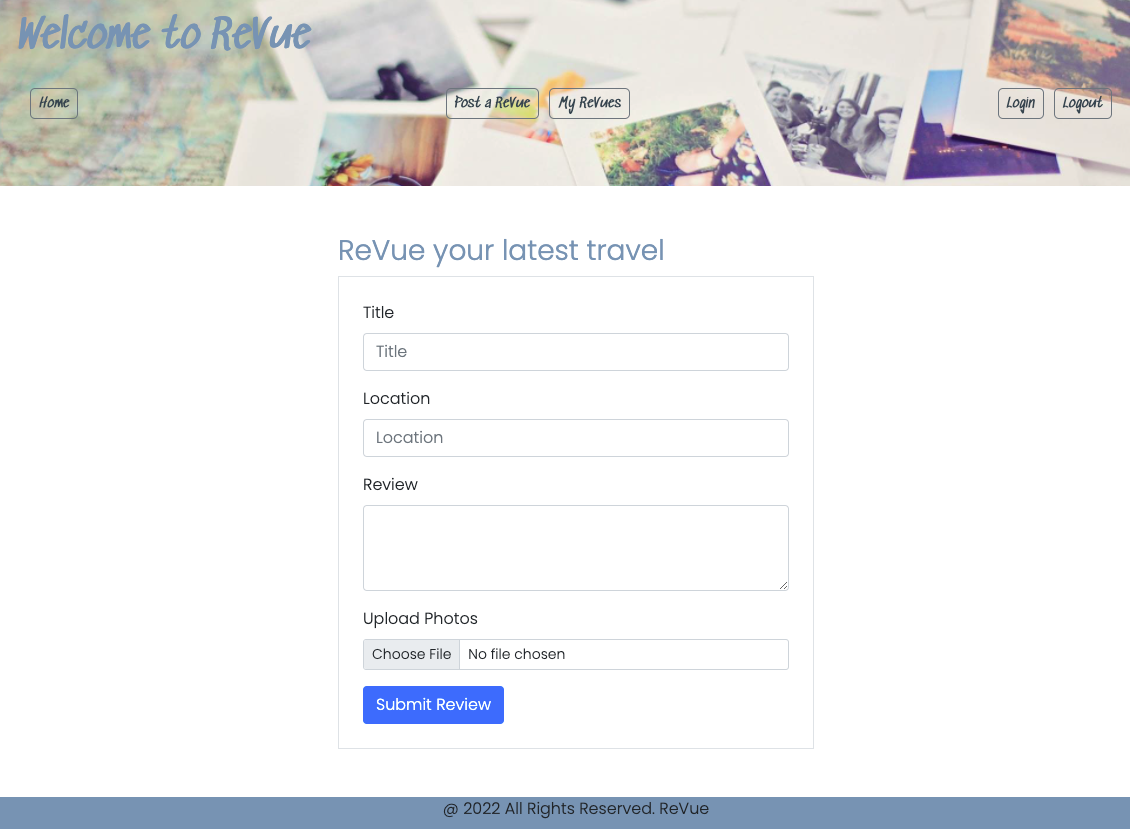 Welcome to ReVue
Home
Post a ReVue
My ReVues
Login
Logout
ReVue your latest travel
Title
Title
Location
Location
Review
Upload Photos
Choose File No file chosen
Submit Review
@ 2022 All Rights Reserved. ReVue